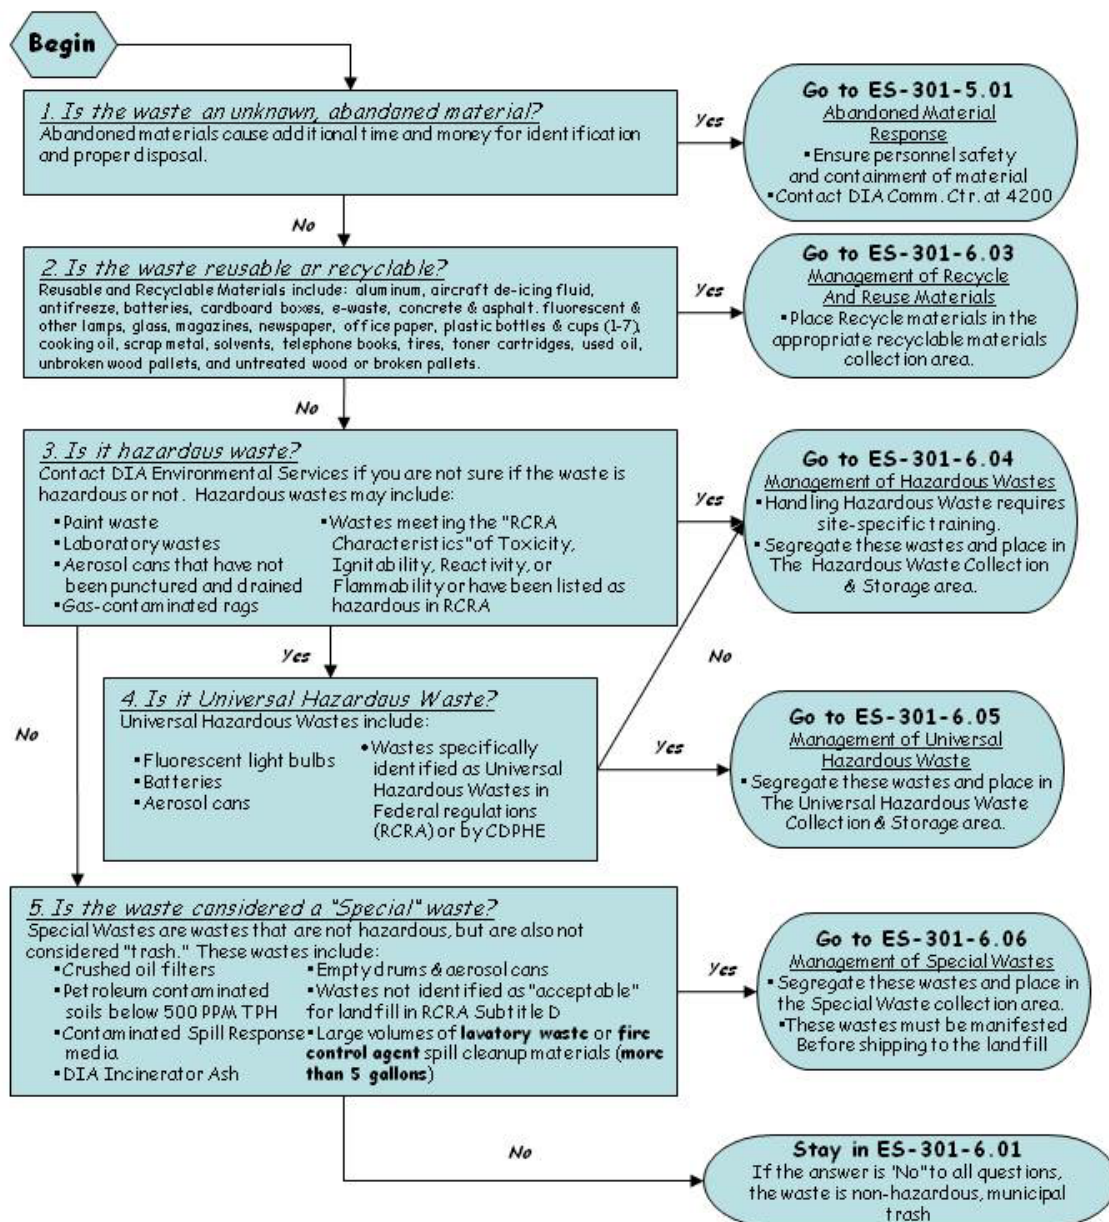 Begin
1. Is the waste an unknown, abandoned material?
Abandoned materials cause additional time and money for identification
and proper disposal.
Yes
Go to ES-301-5.01
Abandoned Material
Response
▪Ensure personnel safety
and containment of material
▪Contact DIA Comm. Ctr. at 4200
No
2. Is the waste reusable or recyclable?
Reusable and Recyclable Materials include: aluminum, aircraft de-icing fluid,
antifreeze, batteries, cardboard boxes, e-waste, concrete & asphalt. fluorescent &
other lamps, glass, magazines, newspaper, office paper, plastic bottles & cups (1-7),
cooking oil, scrap metal, solvents, telephone books, tires, toner cartridges, used oil,
unbroken wood pallets, and untreated wood or broken pallets.
Yes
Go to ES-301-6.03
Management of Recycle
And Reuse Materials
▪Place Recycle materials in the
appropriate recyclable materials
collection area.
No
3. Is it hazardous waste?
Contact DIA Environmental Services if you are not sure if the waste is
hazardous or not. Hazardous wastes may include:
▪Paint waste
▪Laboratory wastes
▪Aerosol cans that have not
been punctured and drained
▪Gas-contaminated rags
▪Wastes meeting the "RCRA
Characteristics" of Toxicity,
Ignitability, Reactivity, or
Flammability or have been listed as
hazardous in RCRA
Yes
Go to ES-301-6.04
Management of Hazardous Wastes
▪Handling Hazardous Waste requires
site-specific training.
▪Segregate these wastes and place in
The Hazardous Waste Collection
& Storage area.
Yes
No
No
4. Is it Universal Hazardous Waste?
Universal Hazardous Wastes include:
▪Fluorescent light bulbs
▪Batteries
▪Aerosol cans
•Wastes specifically
identified as Universal
Hazardous Wastes in
Federal regulations
(RCRA) or by CDPHE
Yes
Go to ES-301-6.05
Management of Universal
Hazardous Waste
▪Segregate these wastes and place in
The Universal Hazardous Waste
Collection & Storage area.
5. Is the waste considered a "Special" waste?
Special Wastes are wastes that are not hazardous, but are also not
considered "trash." These wastes include:
▪Crushed oil filters
▪Petroleum contaminated
soils below 500 PPM TPH
▪Contaminated Spill Response
media
▪DIA Incinerator Ash
▪Empty drums & aerosol cans
▪Wastes not identified as "acceptable"
for landfill in RCRA Subtitle D
▪Large volumes of lavatory waste or fire
control agent spill cleanup materials (more
than 5 gallons)
Yes
Go to ES-301-6.06
Management of Special Wastes
▪Segregate these wastes and place in
the Special Waste collection area.
▪These wastes must be manifested
Before shipping to the landfill
No
Stay in ES-301-6.01
If the answer is "No" to all questions,
the waste is non-hazardous, municipal
trash